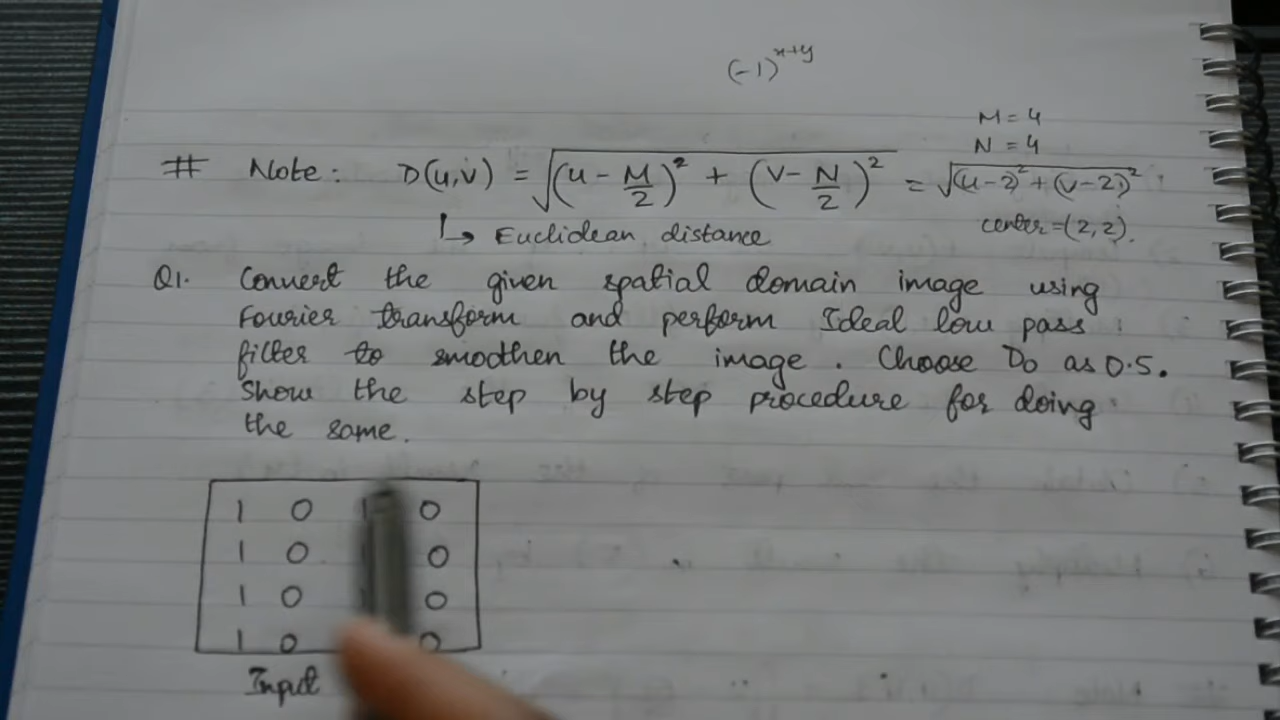 (-1)^{x+y}
M = 4
N = 4
# Note: D(u,v) = √((u - M/2)² + (v - N/2)²) = √((u-2)² + (v-2)²)
↳ Euclidean distance
center = (2,2).
Q1. Convert the given spatial domain image using
Fourier transform and perform Ideal low pass
filter to smoothen the image. Choose D0 as 0.5.
Show the step by step procedure for doing
the same.
1 0 1 0
1 0 0
1 0 0
1 0 0
Input